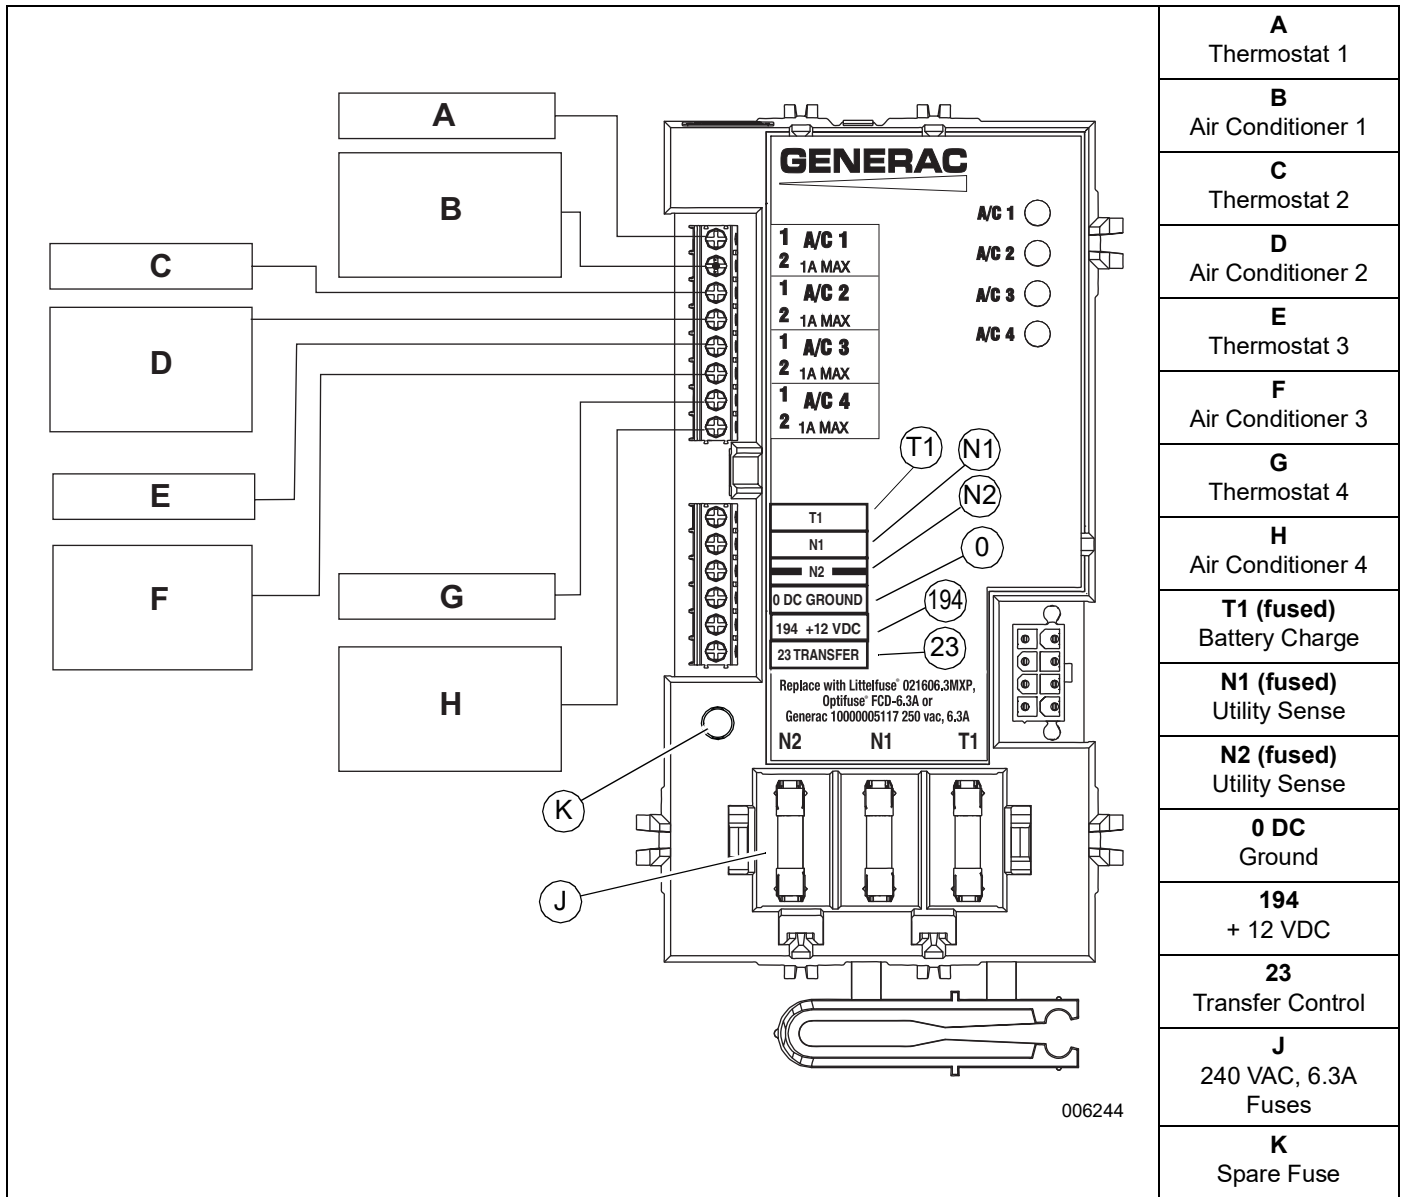 A
B
C
D
E
F
G
H
K
J
GENERAC
A/C 1
A/C 2
A/C 3
A/C 4
1 A/C 1
2 1A MAX
1 A/C 2
2 1A MAX
1 A/C 3
2 1A MAX
1 A/C 4
2 1A MAX
T1
N1
N2
0
194
23
T1
N1
N2
0 DC GROUND
194 +12 VDC
23 TRANSFER
Replace with Littelfuse® 021606.3MXP,
Optifuse® FCD-6.3A or
Generac 10000005117 250 vac, 6.3A
N2 N1 T1
006244
A
Thermostat 1
B
Air Conditioner 1
C
Thermostat 2
D
Air Conditioner 2
E
Thermostat 3
F
Air Conditioner 3
G
Thermostat 4
H
Air Conditioner 4
T1 (fused)
Battery Charge
N1 (fused)
Utility Sense
N2 (fused)
Utility Sense
0 DC
Ground
194
+ 12 VDC
23
Transfer Control
J
240 VAC, 6.3A
Fuses
K
Spare Fuse